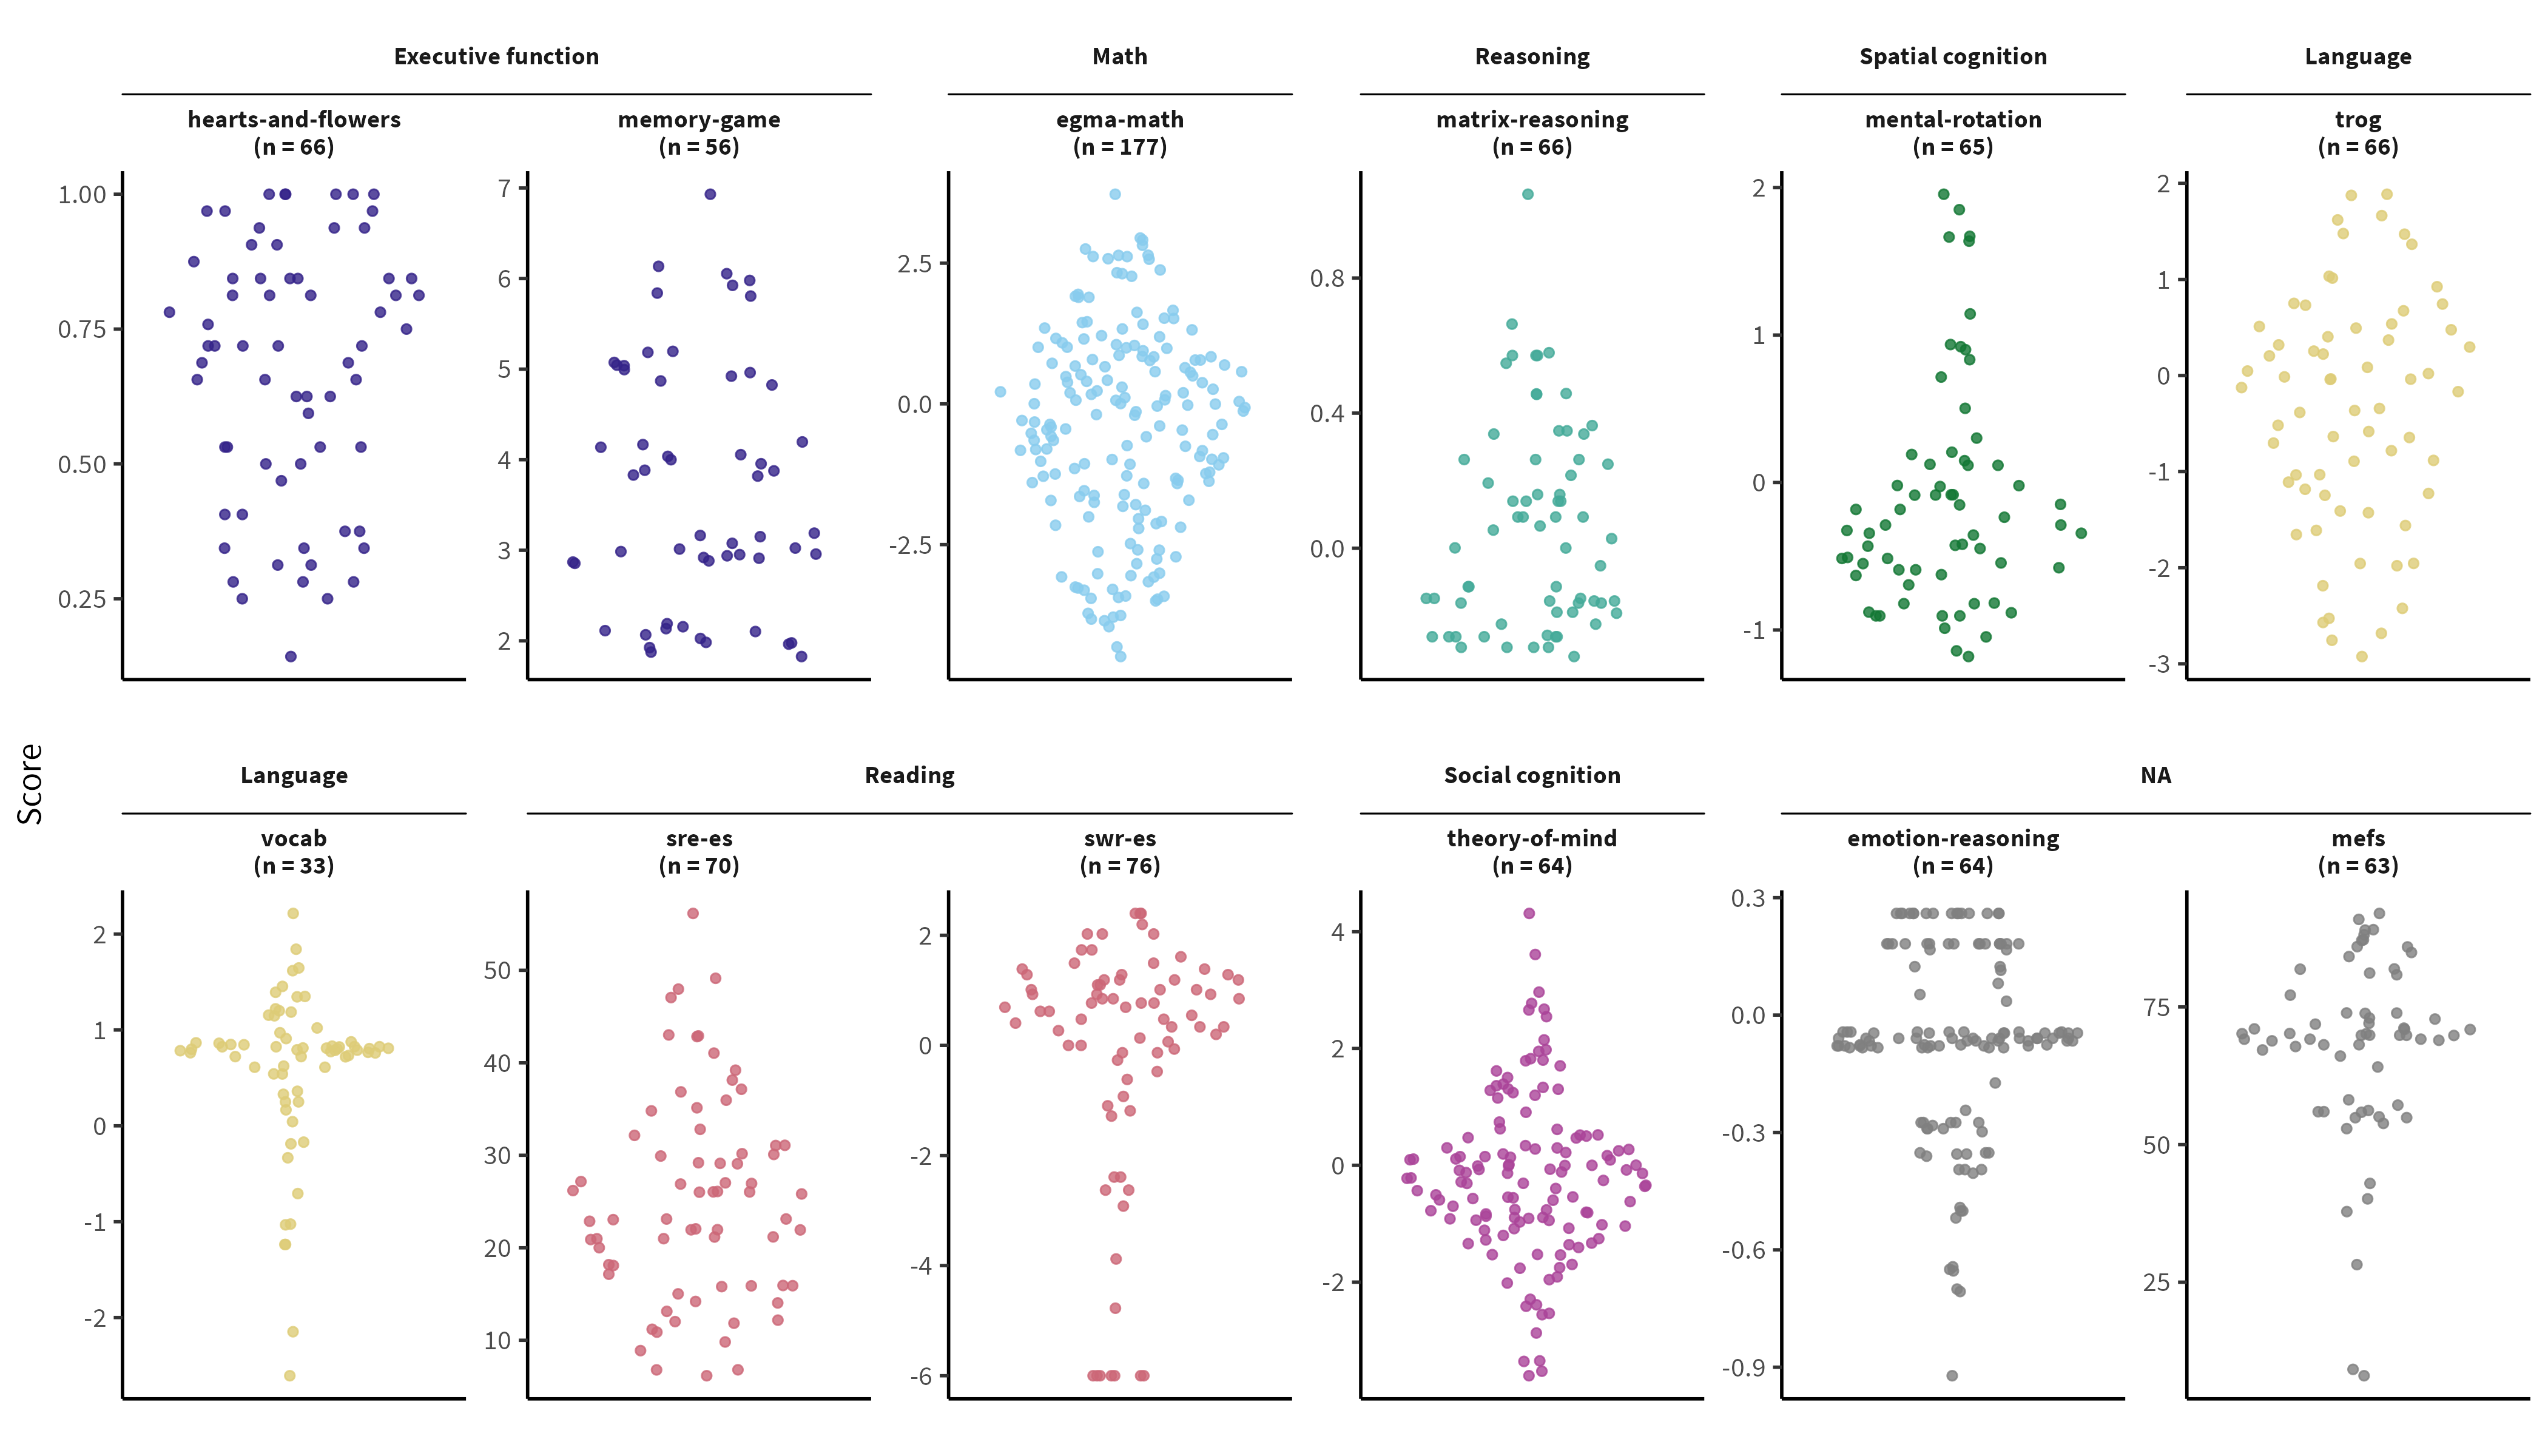 Executive function
Math
Reasoning
Spatial cognition
Language
hearts-and-flowers
(n = 66)
memory-game
(n = 56)
egma-math
(n = 177)
matrix-reasoning
(n = 66)
mental-rotation
(n = 65)
trog
(n = 66)
1.00
0.75
0.50
0.25
7
6
5
4
3
2
2.5
0.0
-2.5
0.8
0.4
0.0
2
1
0
-1
2
1
0
-1
-2
-3
Score
Language
Reading
Social cognition
NA
vocab
(n = 33)
sre-es
(n = 70)
swr-es
(n = 76)
theory-of-mind
(n = 64)
emotion-reasoning
(n = 64)
mefs
(n = 63)
2
1
0
-1
-2
50
40
30
20
10
2
0
-2
-4
-6
4
2
0
-2
0.3
0.0
-0.3
-0.6
-0.9
75
50
25